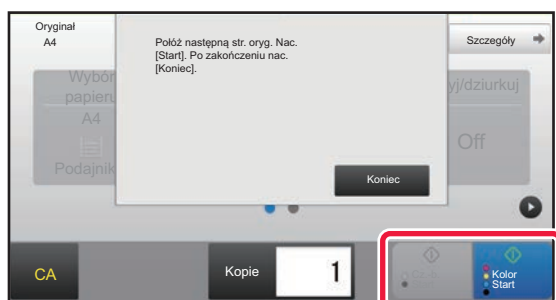 Oryginał
A4
Położ następną str. oryg. Nac.
[Start]. Po zakończeniu nac.
[Koniec].
Szczegóły
Wybór
papieru
A4
Podajnik
yj/dziurkuj
Off
Koniec
CA
Kopie
1
Kolor
Start